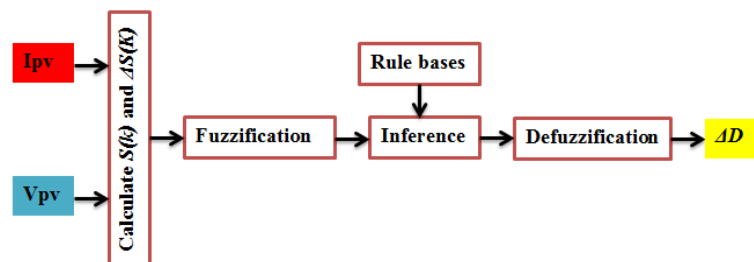 Ipv
Vpv
Calculate S(k) and ΔS(K)
Fuzzification
Rule bases
Inference
Defuzzification
ΔD